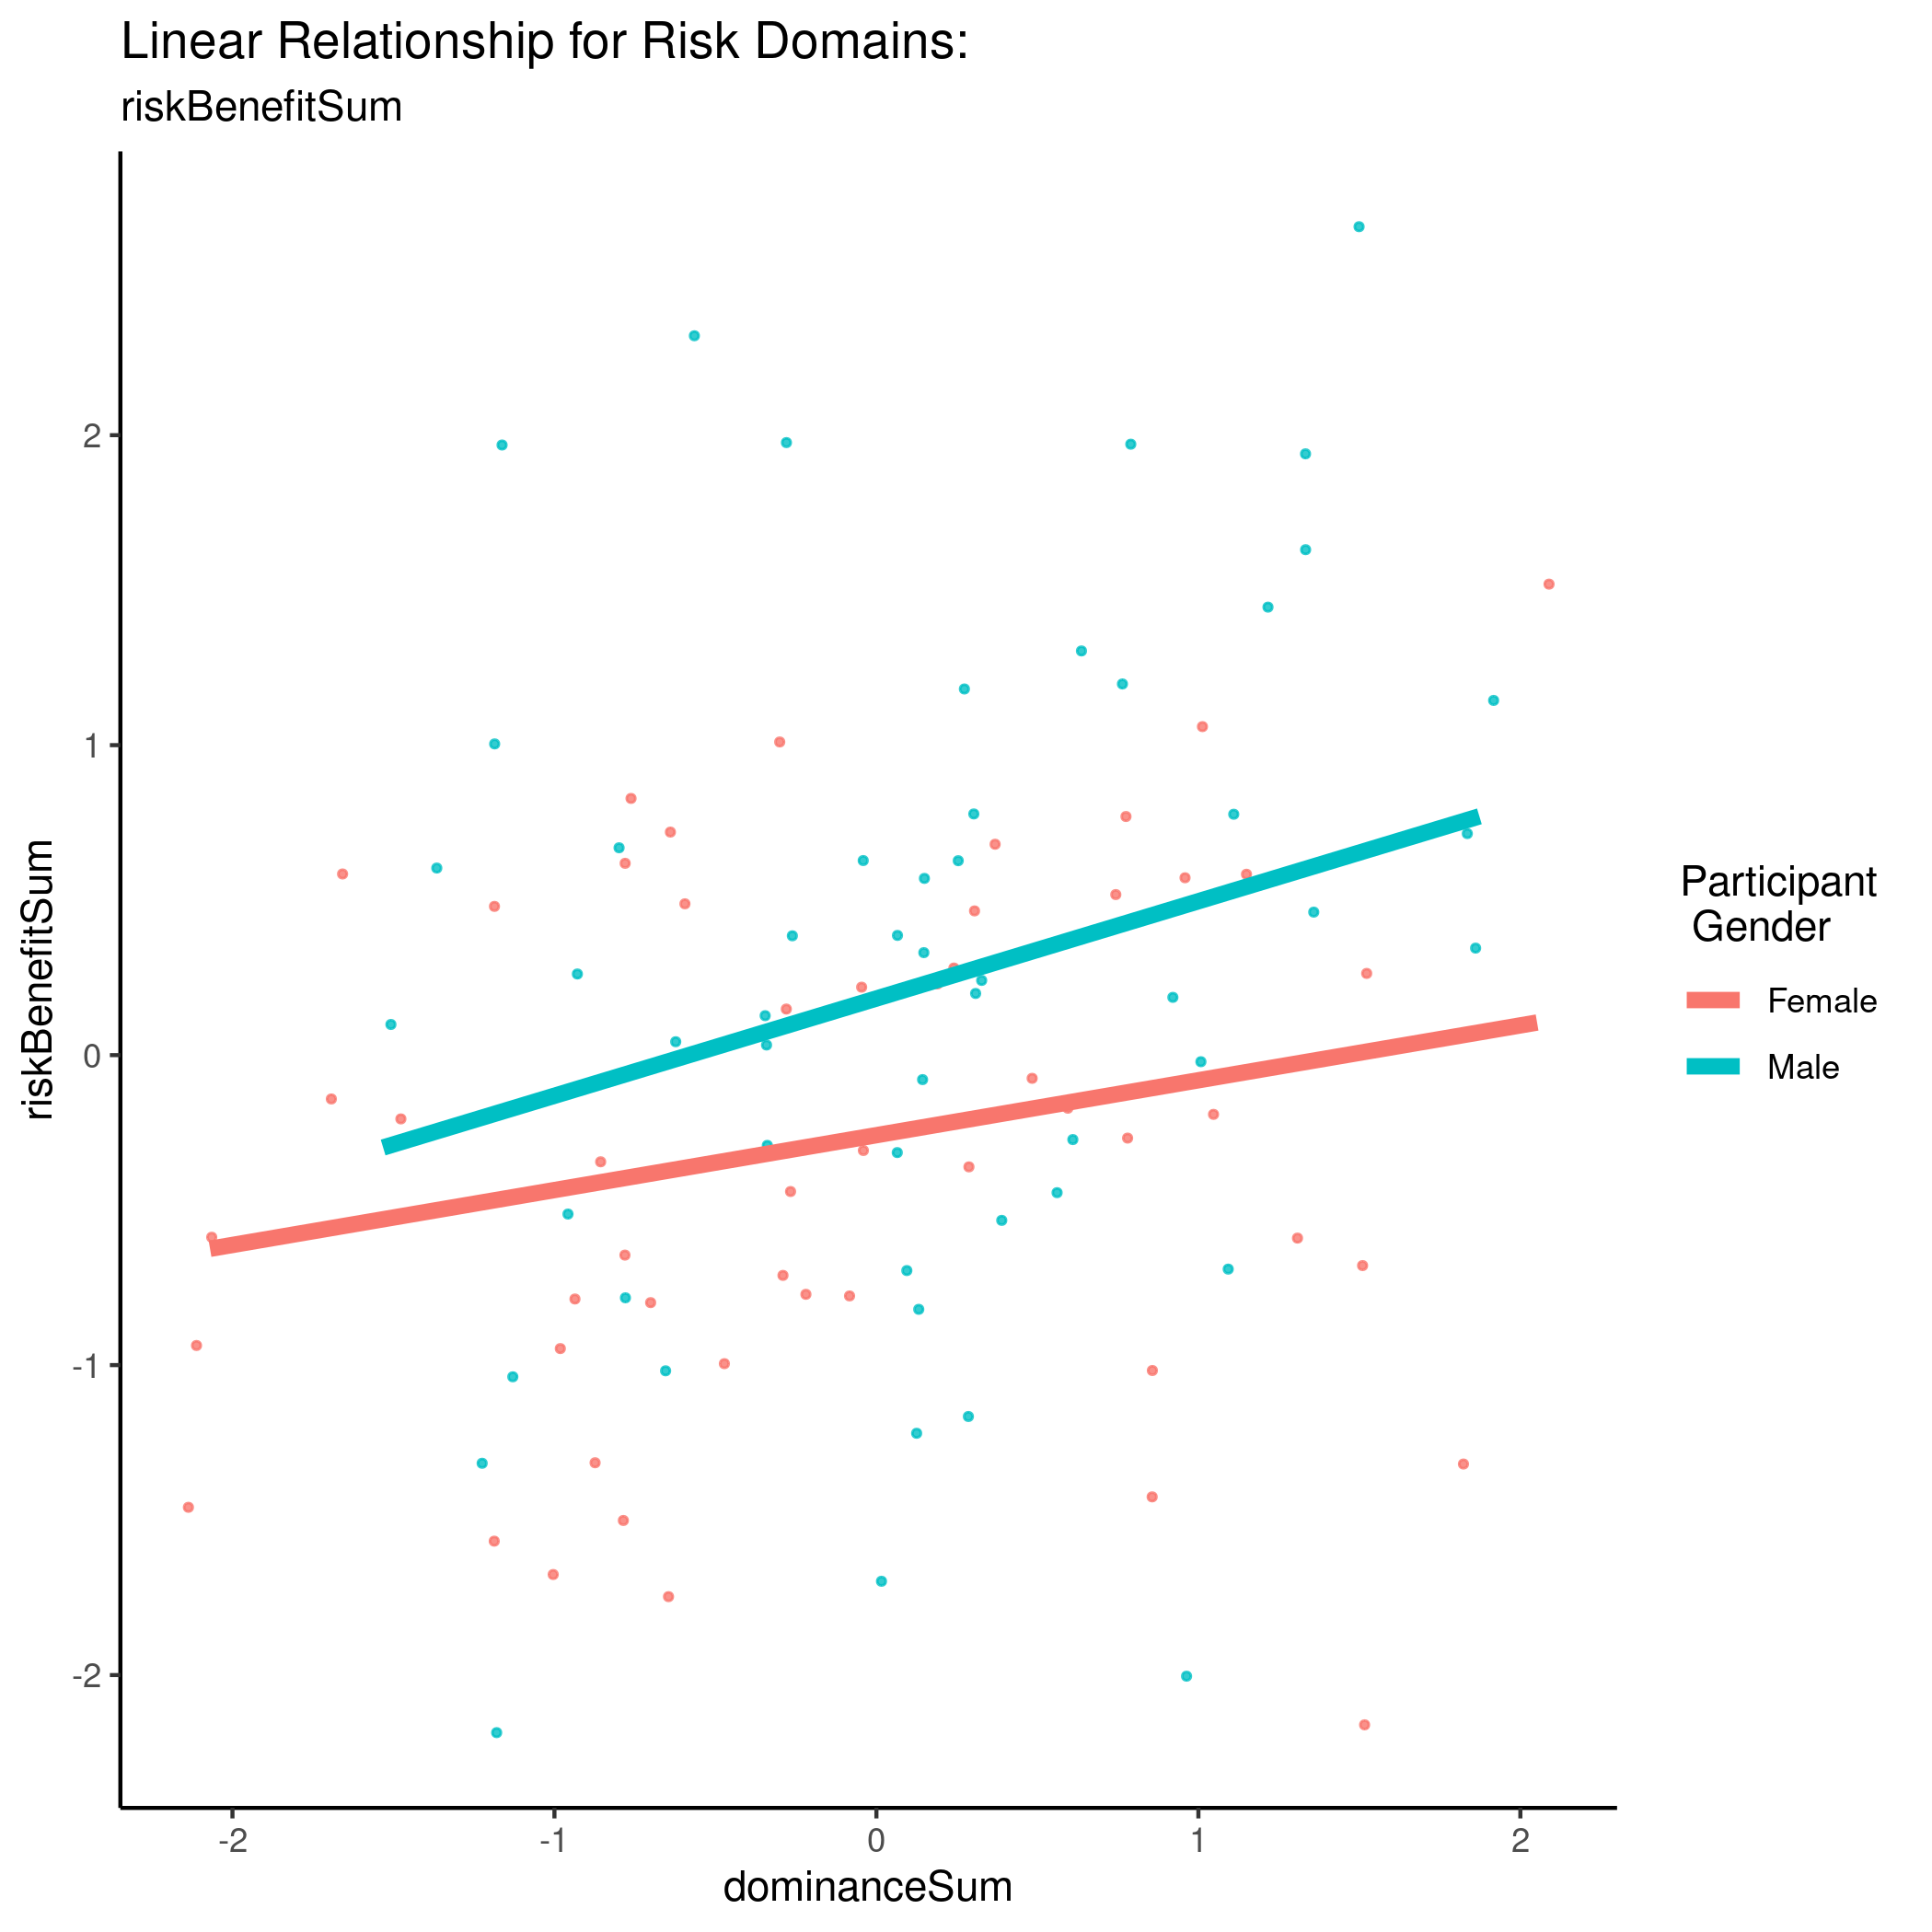 Linear Relationship for Risk Domains:
riskBenefitSum
riskBenefitSum
2
1
0
-1
-2
-2
-1
0
1
2
dominanceSum
Participant
Gender
Female
Male